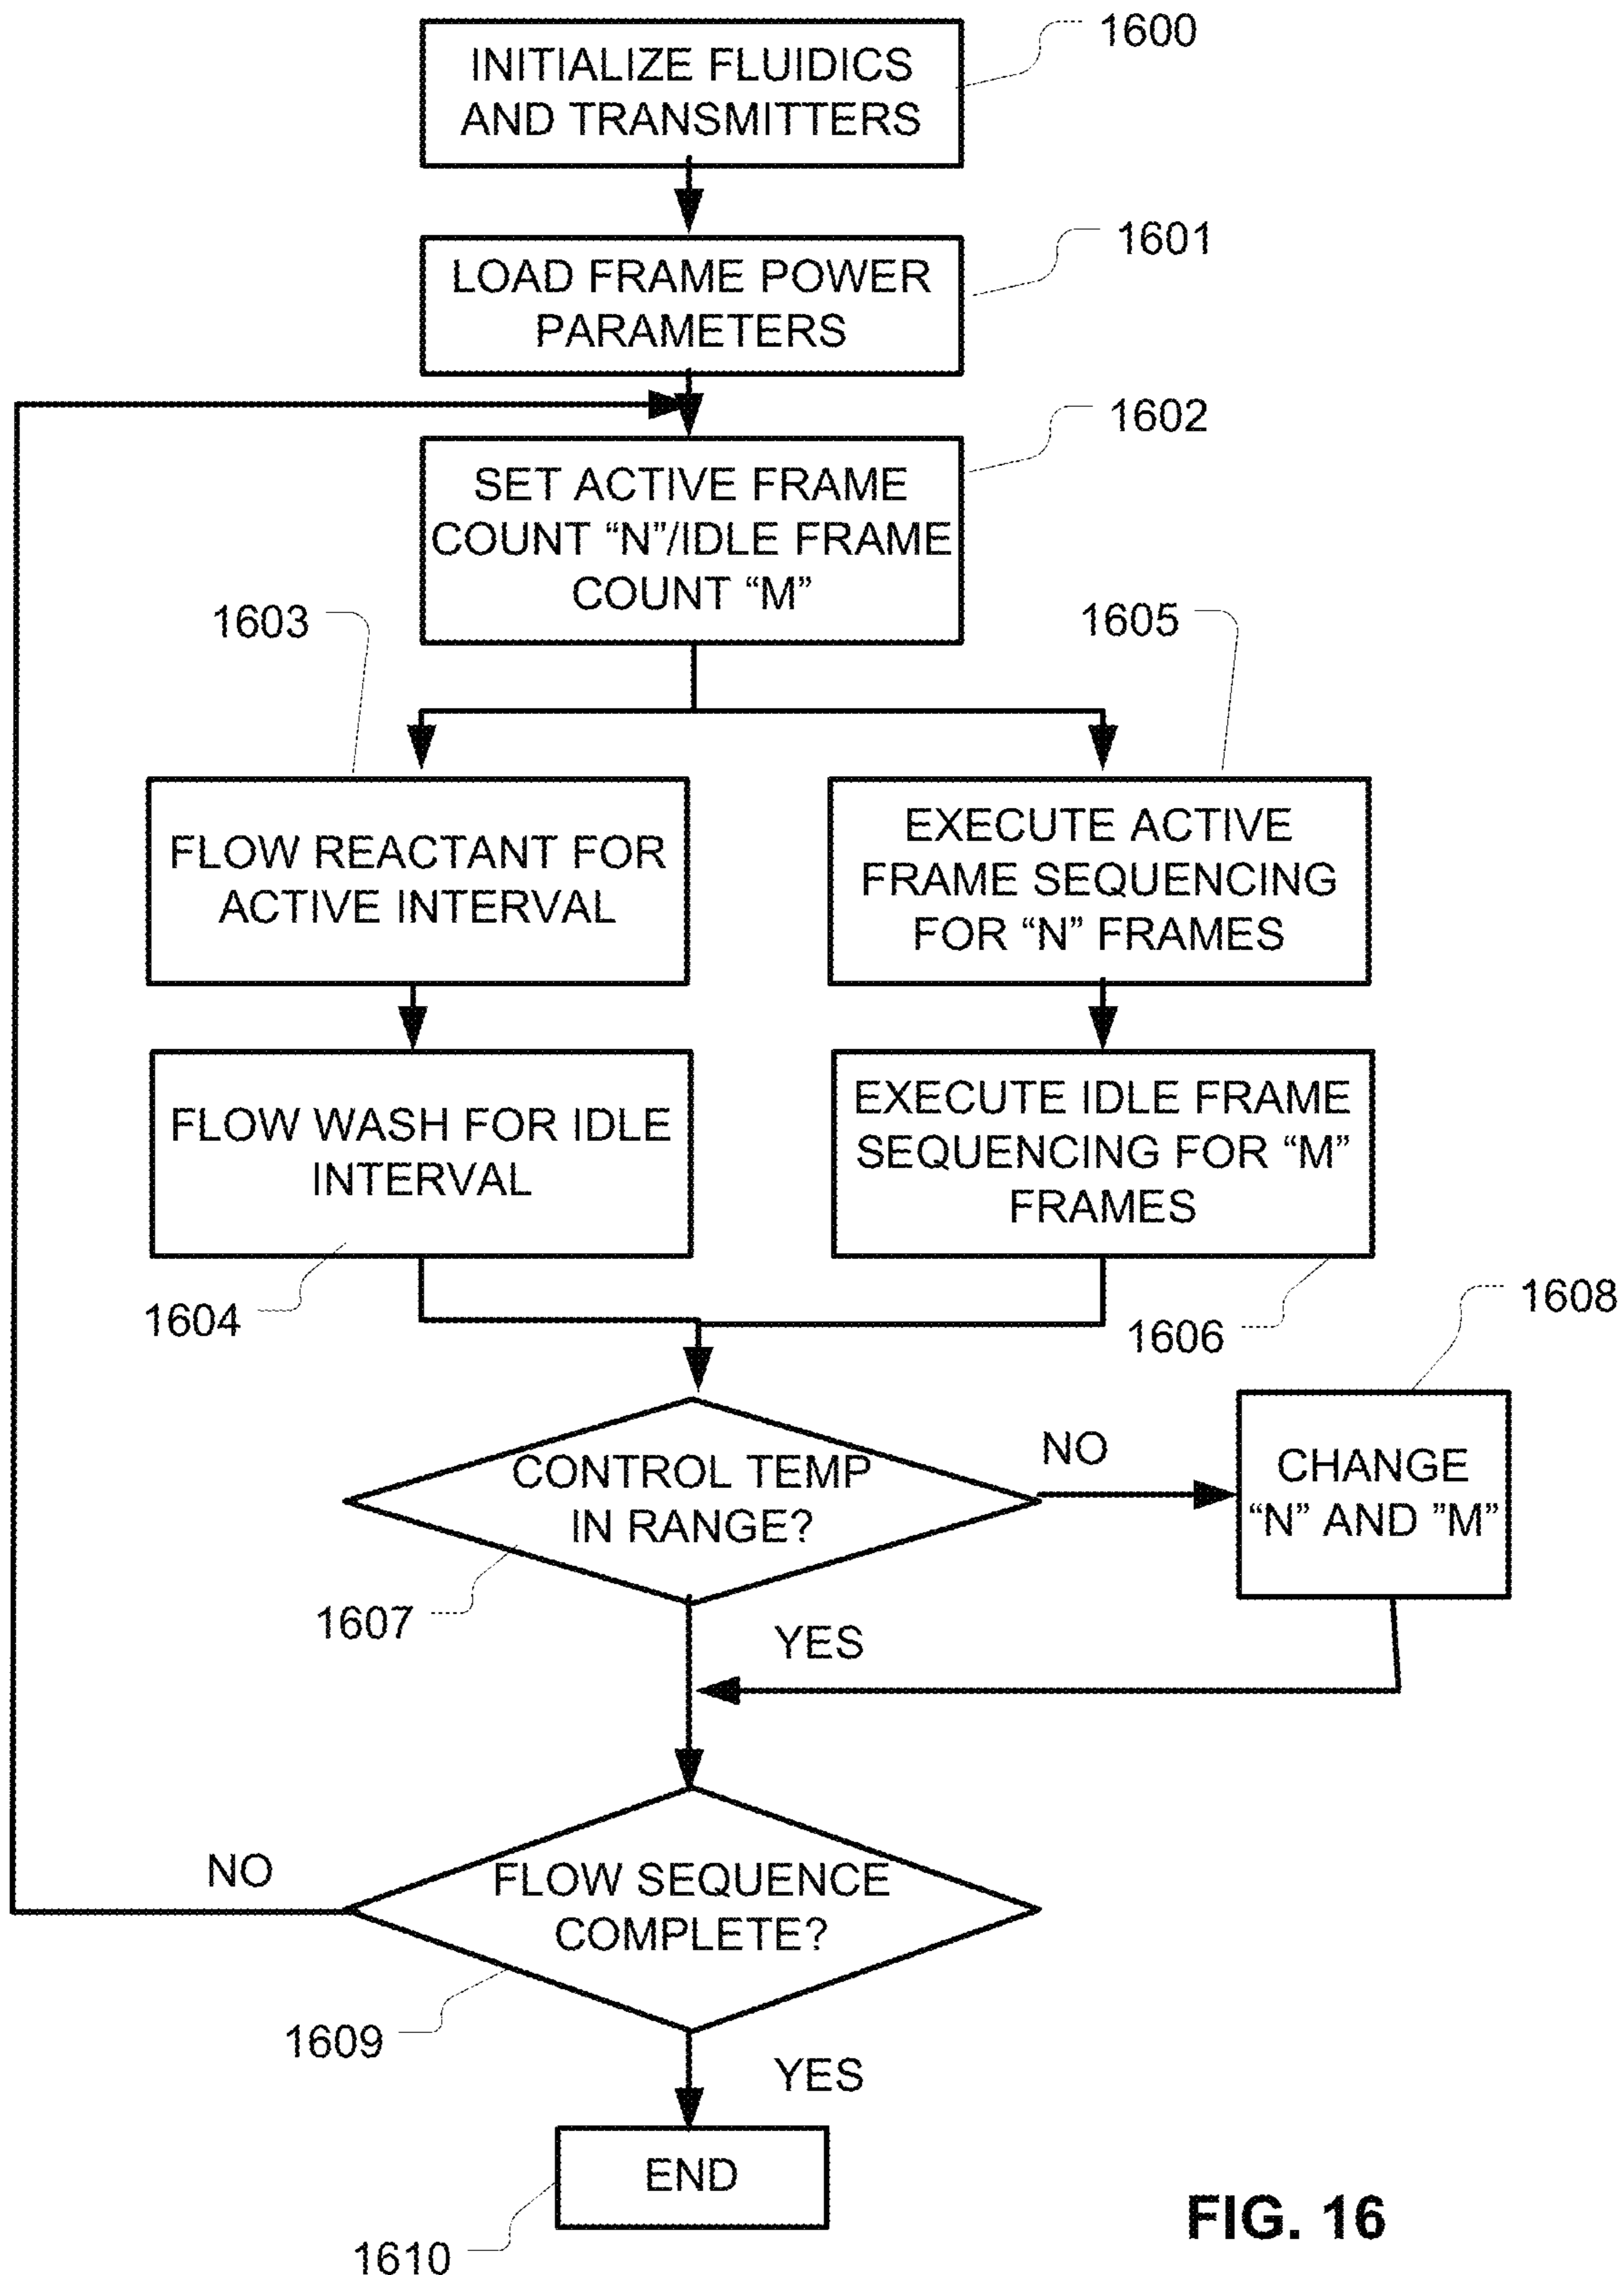 1600
INITIALIZE FLUIDICS
AND TRANSMITTERS
1601
LOAD FRAME POWER
PARAMETERS
1602
SET ACTIVE FRAME
COUNT “N”/IDLE FRAME
COUNT “M”
1603
1605
FLOW REACTANT FOR
ACTIVE INTERVAL
EXECUTE ACTIVE
FRAME SEQUENCING
FOR “N” FRAMES
FLOW WASH FOR IDLE
INTERVAL
EXECUTE IDLE FRAME
SEQUENCING FOR “M”
FRAMES
1604
1606
1608
CONTROL TEMP
IN RANGE?
NO
CHANGE
“N” AND ”M”
1607
YES
FLOW SEQUENCE
COMPLETE?
NO
1609
YES
END
1610
FIG. 16